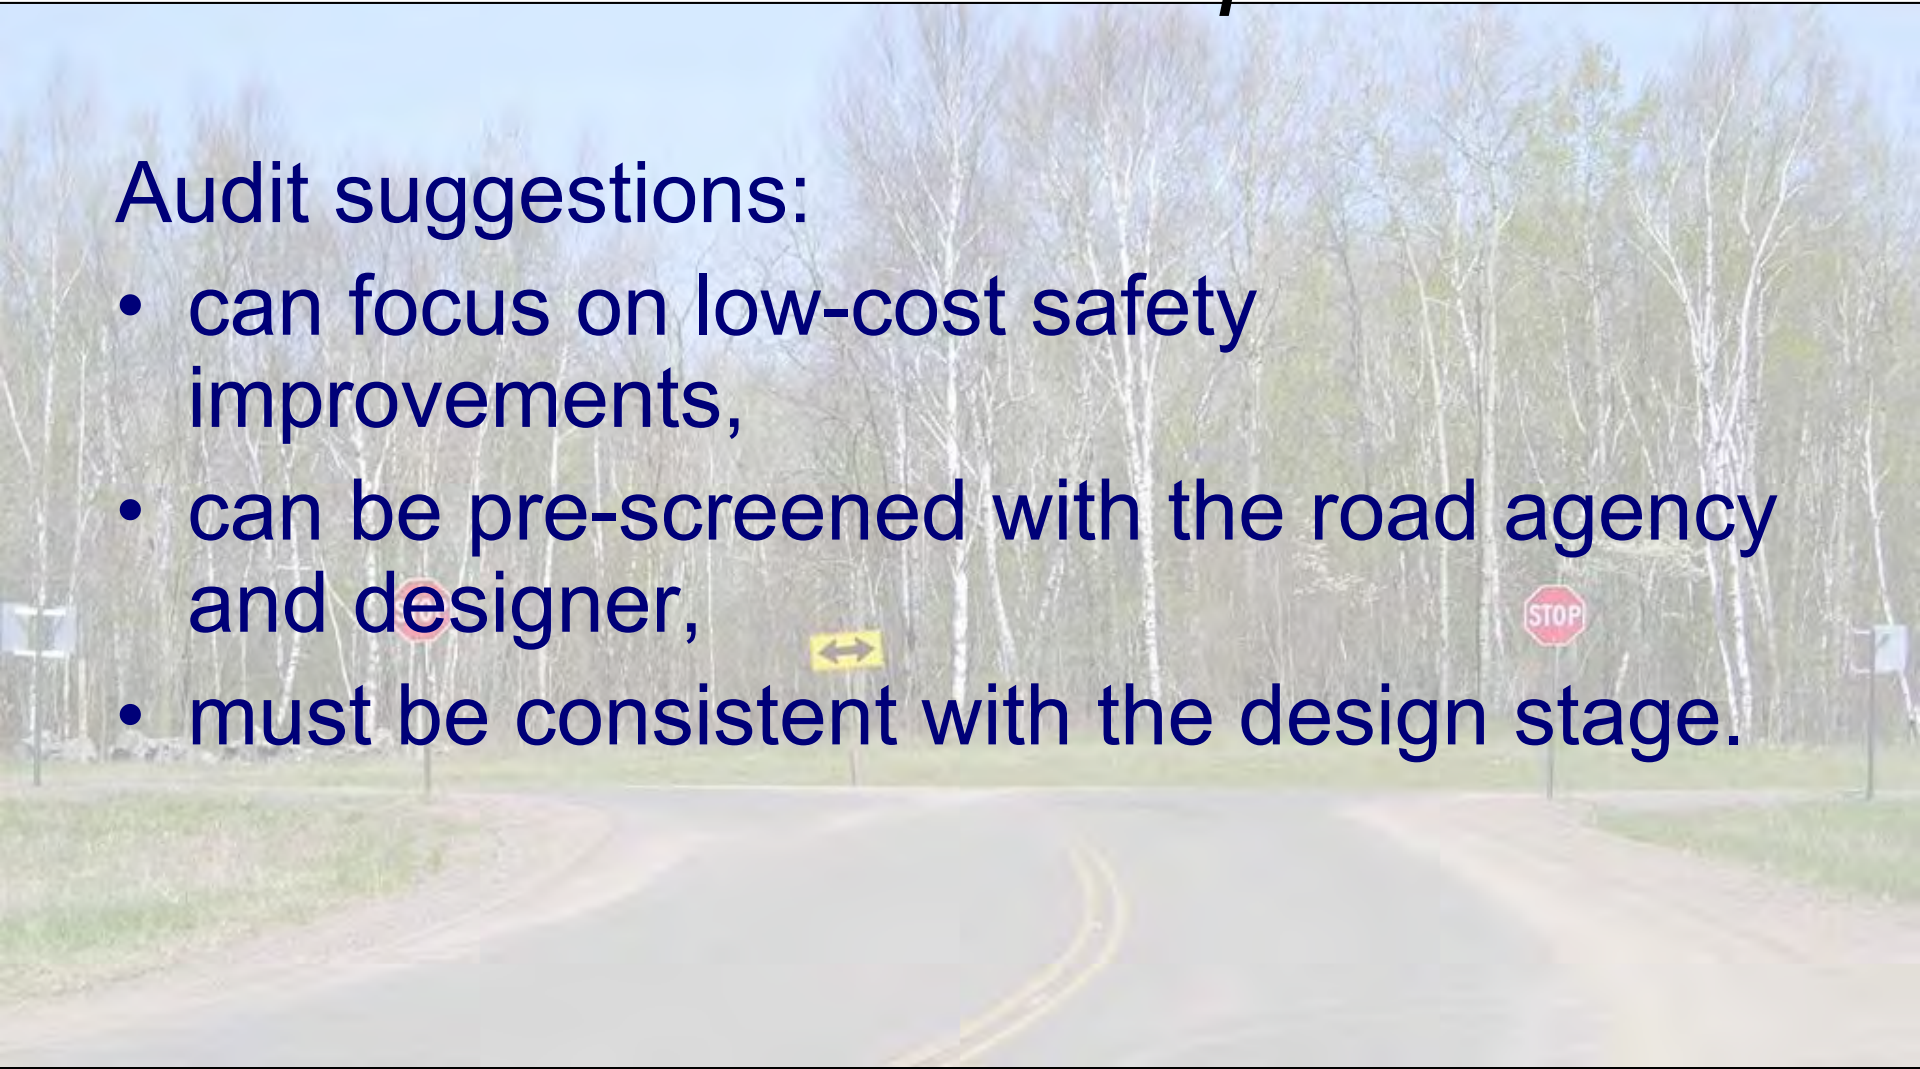 Audit suggestions:
• can focus on low-cost safety
improvements,
• can be pre-screened with the road agency
and designer,
• must be consistent with the design stage.
STOP